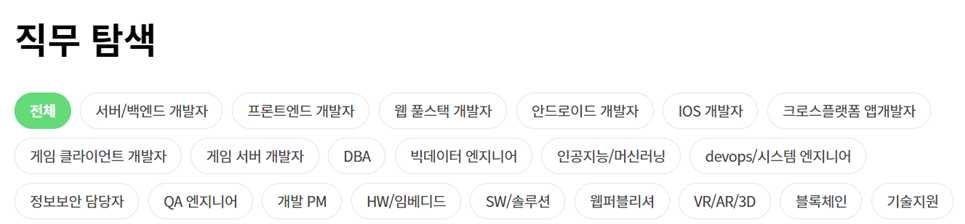 직무 탐색
전체 서버/백엔드 개발자 프론트엔드 개발자 웹 풀스택 개발자 안드로이드 개발자 IOS 개발자 크로스플랫폼 앱개발자
게임 클라이언트 개발자 게임 서버 개발자 DBA 빅데이터 엔지니어 인공지능/머신러닝 devops/시스템 엔지니어
정보보안 담당자 QA 엔지니어 개발 PM HW/임베디드 SW/솔루션 웹퍼블리셔 VR/AR/3D 블록체인 기술지원